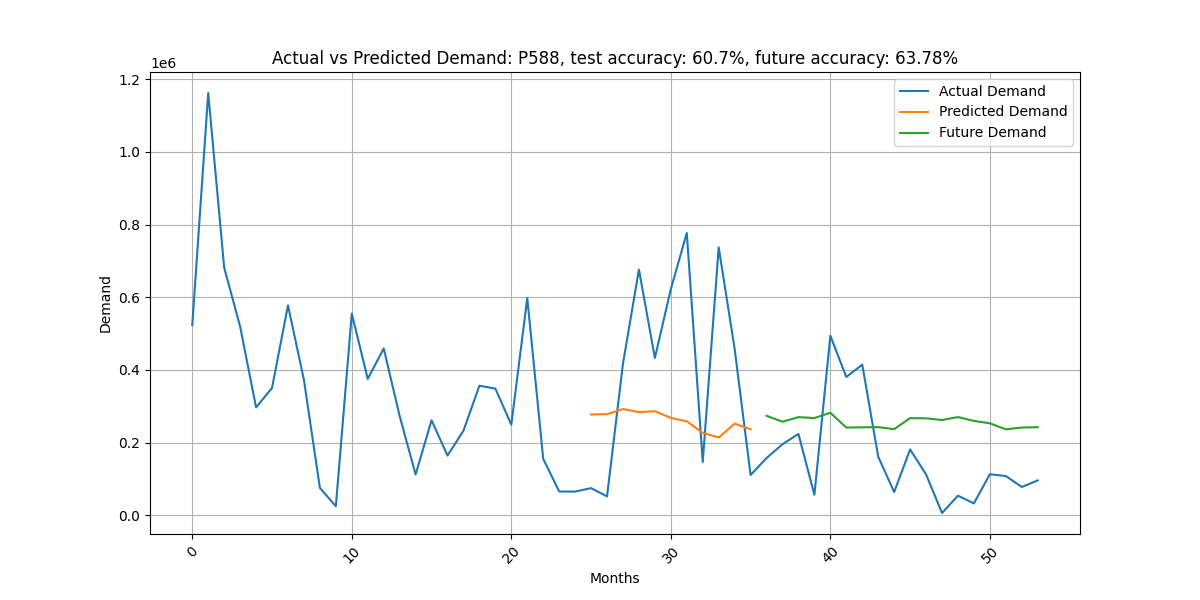 Actual vs Predicted Demand: P588, test accuracy: 60.7%, future accuracy: 63.78%
1e6
1.2
1.0
0.8
0.6
0.4
0.2
0.0
Demand
Actual Demand
Predicted Demand
Future Demand
0
10
20
30
40
50
Months